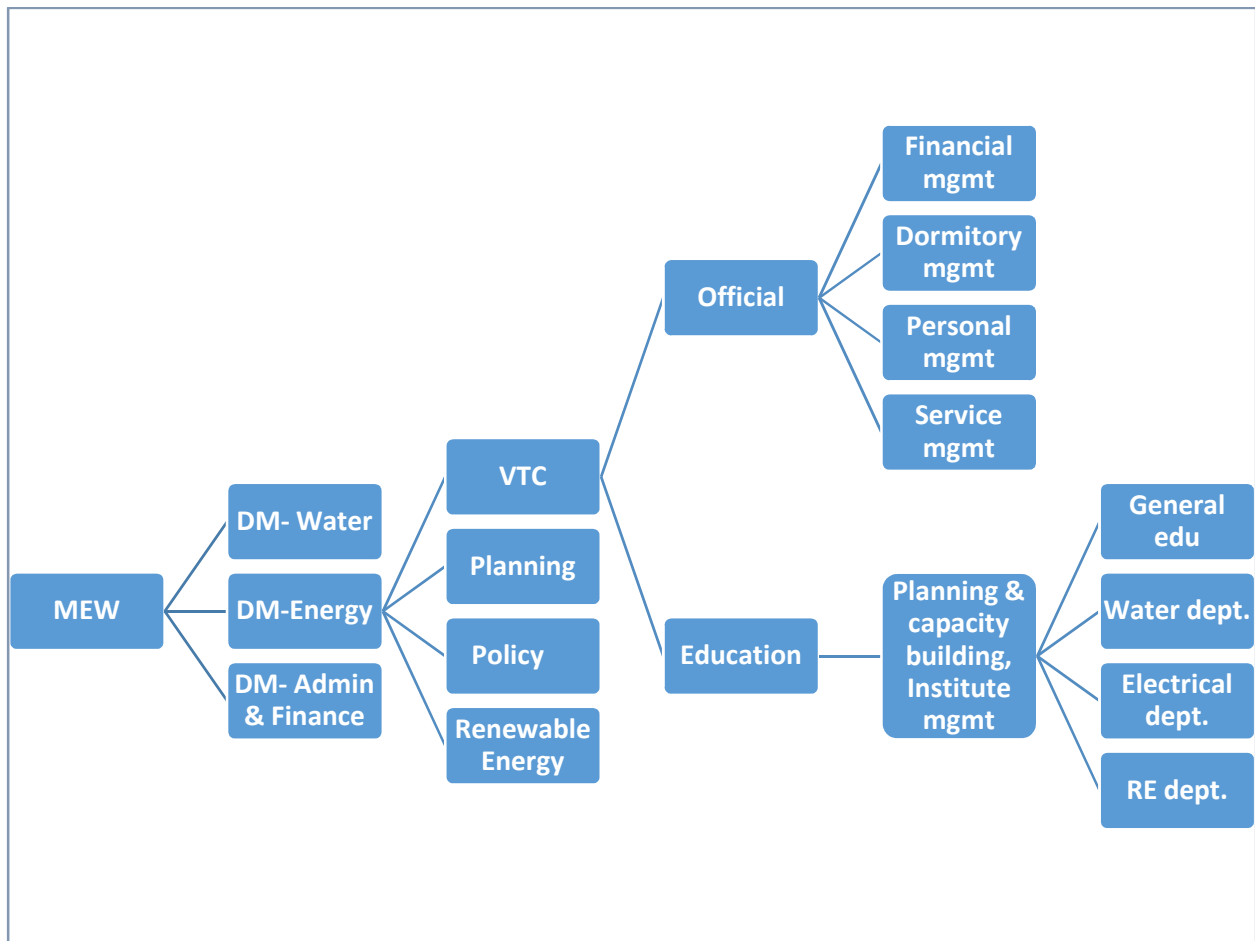 MEW
DM- Water
DM-Energy
DM- Admin
& Finance
VTC
Planning
Policy
Renewable
Energy
Official
Education
Financial
mgmt
Dormitory
mgmt
Personal
mgmt
Service
mgmt
Planning &
capacity
building,
Institute
mgmt
General
edu
Water dept.
Electrical
dept.
RE dept.